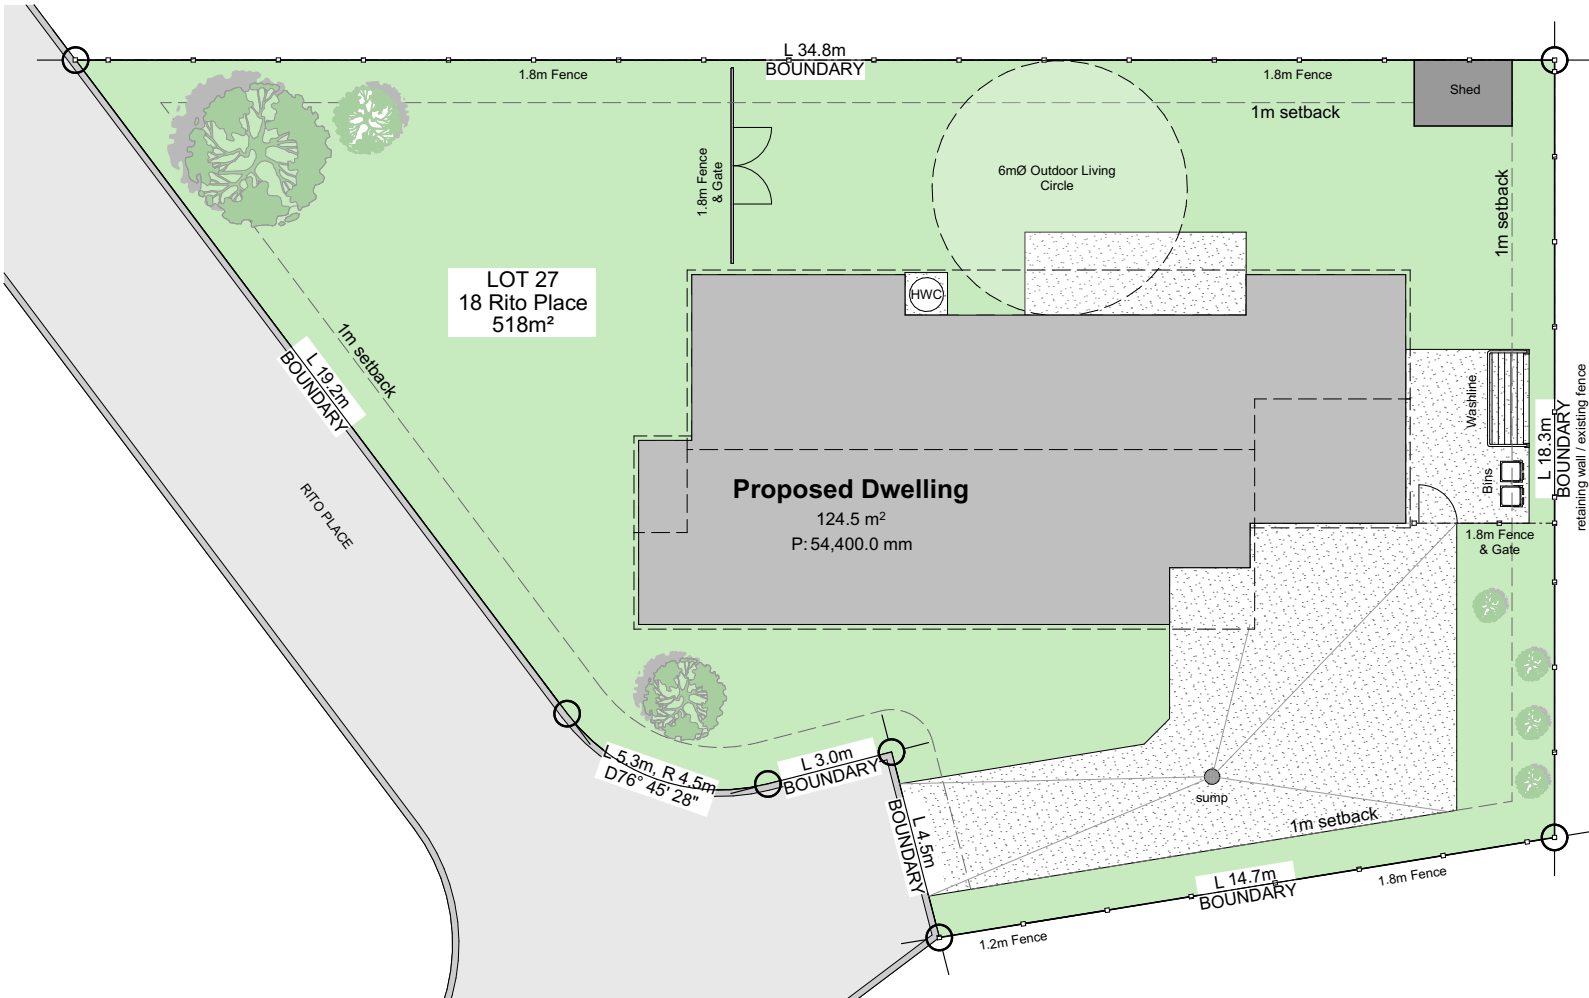 L 34.8m
BOUNDARY
1.8m Fence
1.8m Fence
Shed
1m setback
6mØ Outdoor Living
Circle
1.8m Fence
& Gate
1m setback
LOT 27
18 Rito Place
518m²
HWC
1m setback
L 19.2m
BOUNDARY
Washline
L 18.3m
BOUNDARY
retaining wall / existing fence
Bins
RITO PLACE
Proposed Dwelling
124.5 m²
P: 54,400.0 mm
1.8m Fence
& Gate
L 5.3m, R 4.5m
D76° 45' 28"
L 3.0m
BOUNDARY
sump
L 4.5m
BOUNDARY
1m setback
L 14.7m
BOUNDARY
1.8m Fence
1.2m Fence